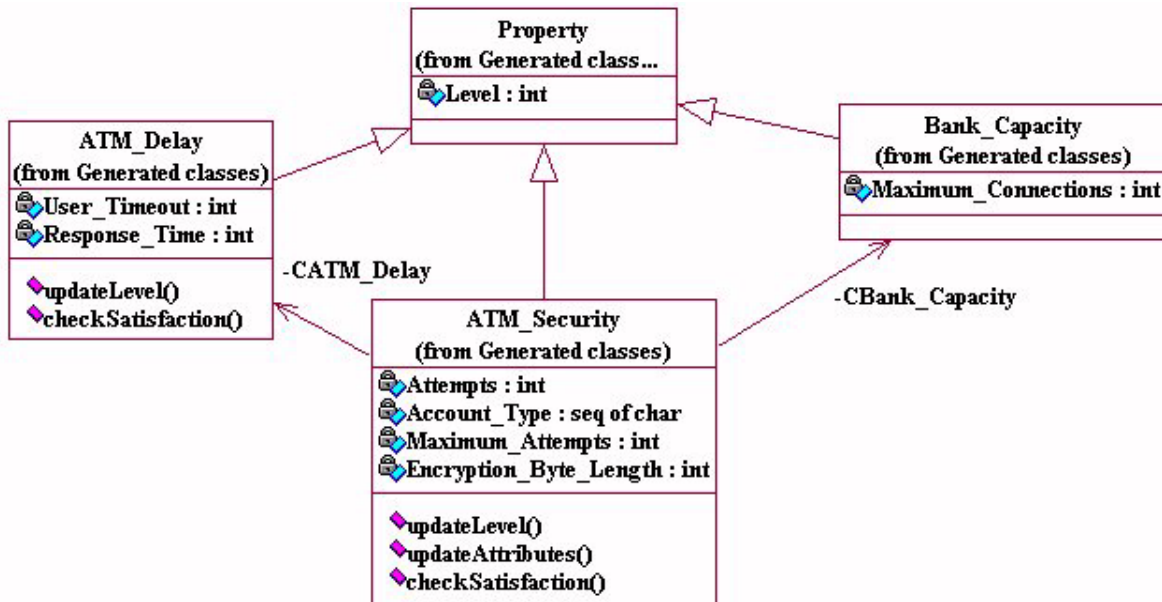 Property
(from Generated class...
Level : int
ATM_Delay
(from Generated classes)
User_Timeout : int
Response_Time : int
updateLevel()
checkSatisfaction()
Bank_Capacity
(from Generated classes)
Maximum_Connections : int
-CATM_Delay
-CBank_Capacity
ATM_Security
(from Generated classes)
Attempts : int
Account_Type : seq of char
Maximum_Attempts : int
Encryption_Byte_Length : int
updateLevel()
updateAttributes()
checkSatisfaction()